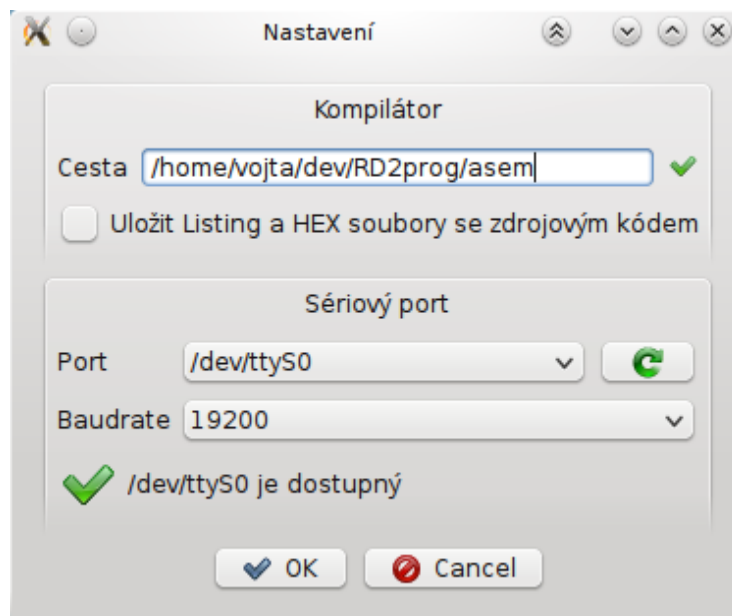 Nastavení
Kompilátor
Cesta /home/vojta/dev/RD2prog/asem
Uložit Listing a HEX soubory se zdrojovým kódem
Sériový port
Port /dev/ttyS0
Baudrate 19200
/dev/ttyS0 je dostupný
OK Cancel